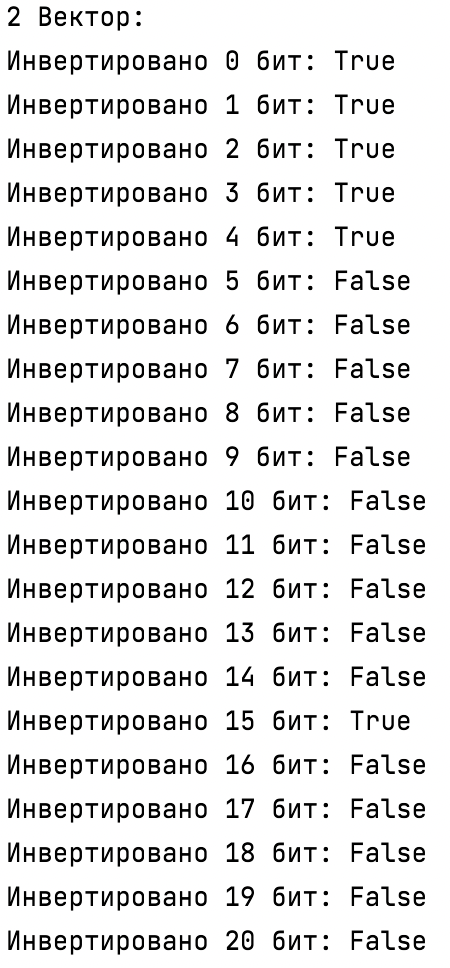 2 Вектор:
Инвертировано 0 бит: True
Инвертировано 1 бит: True
Инвертировано 2 бит: True
Инвертировано 3 бит: True
Инвертировано 4 бит: True
Инвертировано 5 бит: False
Инвертировано 6 бит: False
Инвертировано 7 бит: False
Инвертировано 8 бит: False
Инвертировано 9 бит: False
Инвертировано 10 бит: False
Инвертировано 11 бит: False
Инвертировано 12 бит: False
Инвертировано 13 бит: False
Инвертировано 14 бит: False
Инвертировано 15 бит: True
Инвертировано 16 бит: False
Инвертировано 17 бит: False
Инвертировано 18 бит: False
Инвертировано 19 бит: False
Инвертировано 20 бит: False